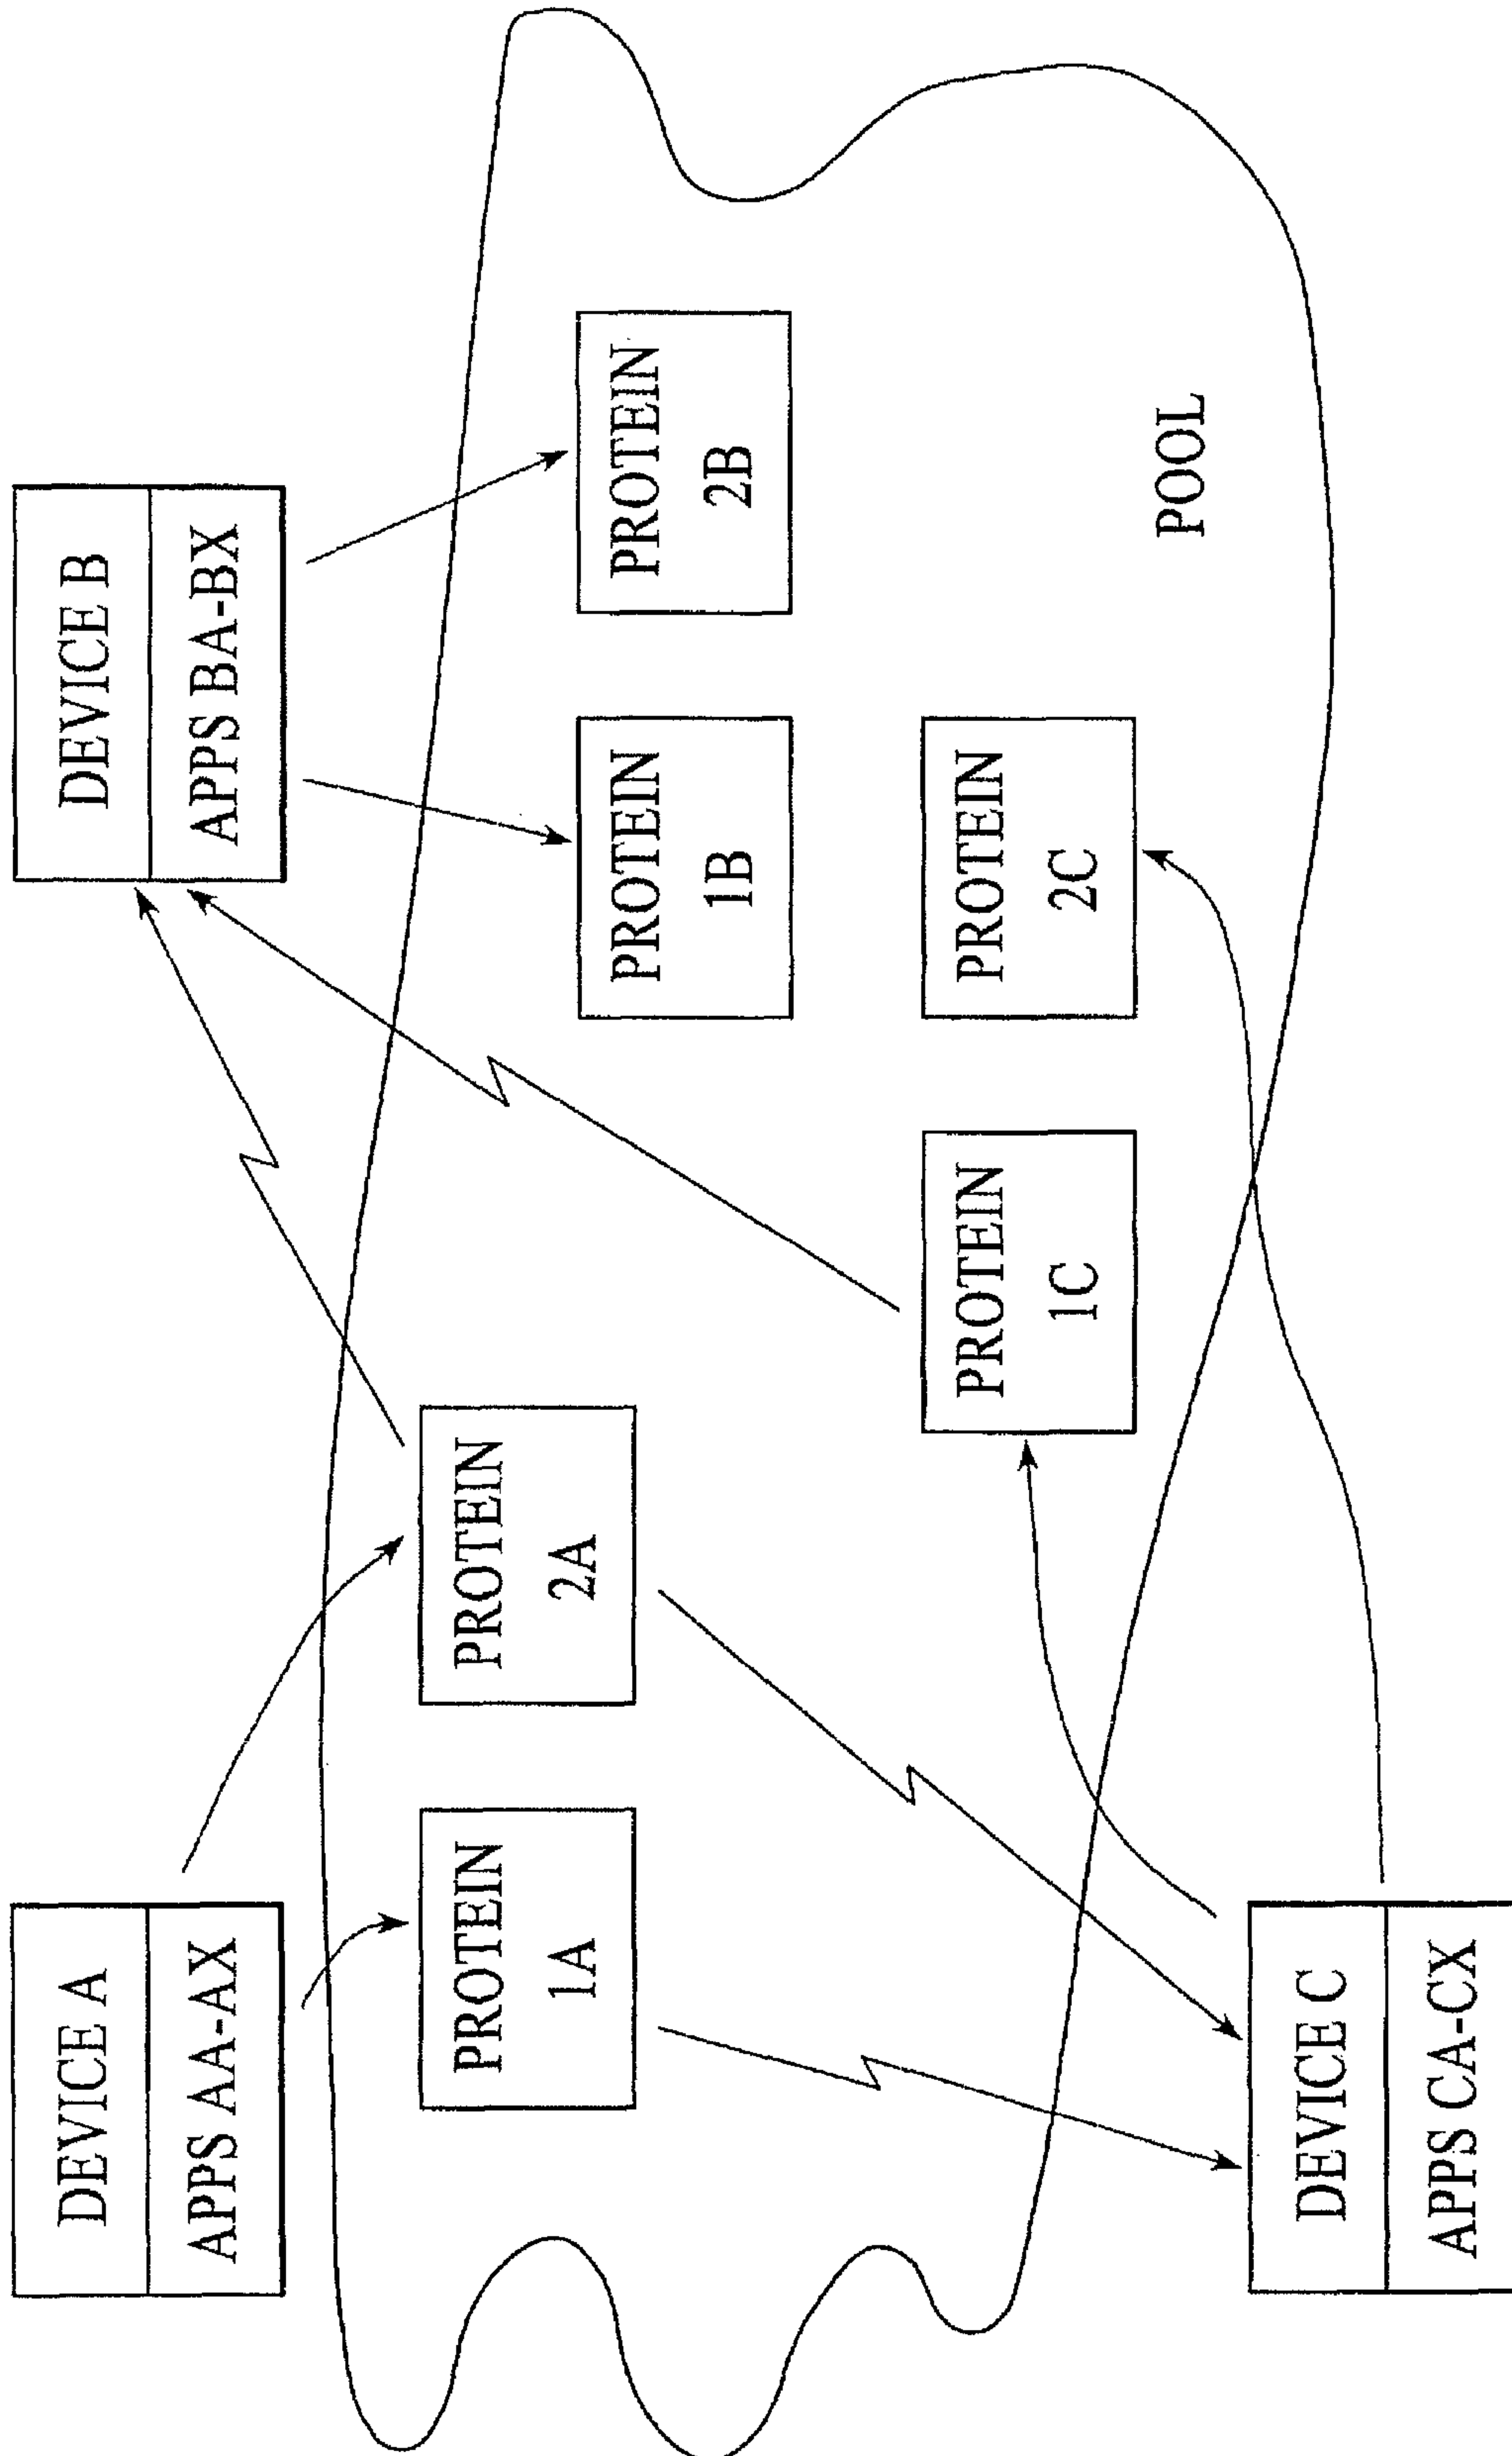 DEVICE A
APPS AA-AX
DEVICE B
APPS BA-BX
PROTEIN
1A
PROTEIN
2A
PROTEIN
1B
PROTEIN
2B
PROTEIN
1C
PROTEIN
2C
POOL
DEVICE C
APPS CA-CX